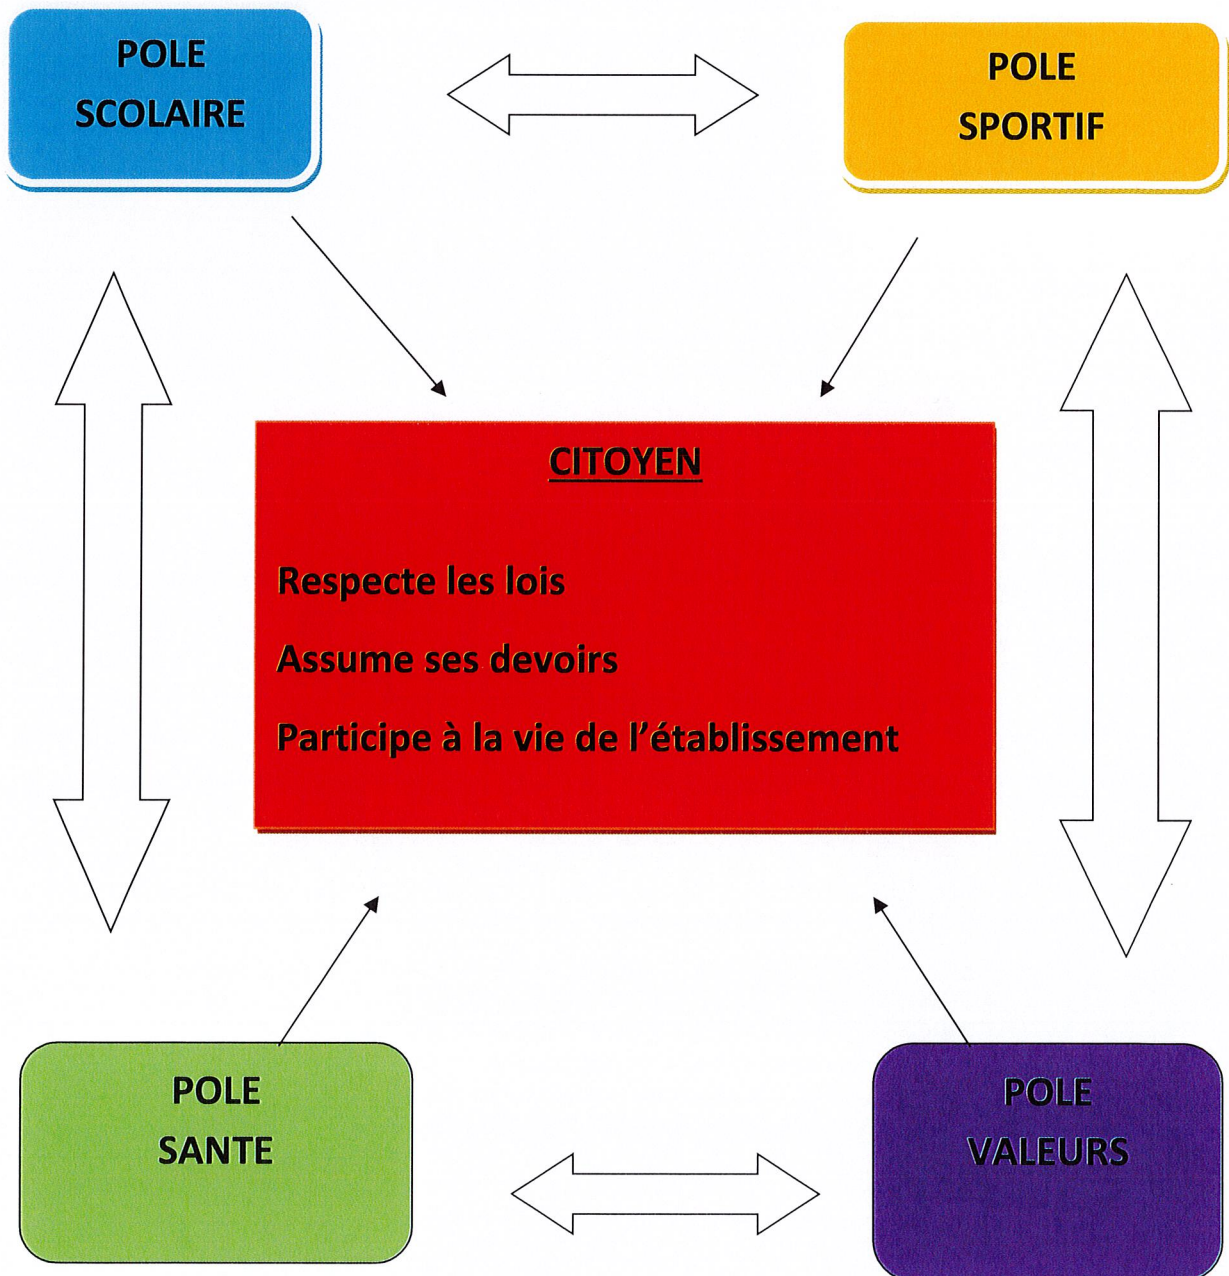 POLE
SCOLAIRE
POLE
SPORTIF
CITOYEN
Respecte les lois
Assume ses devoirs
Participe à la vie de l'établissement
POLE
SANTE
POLE
VALEURS